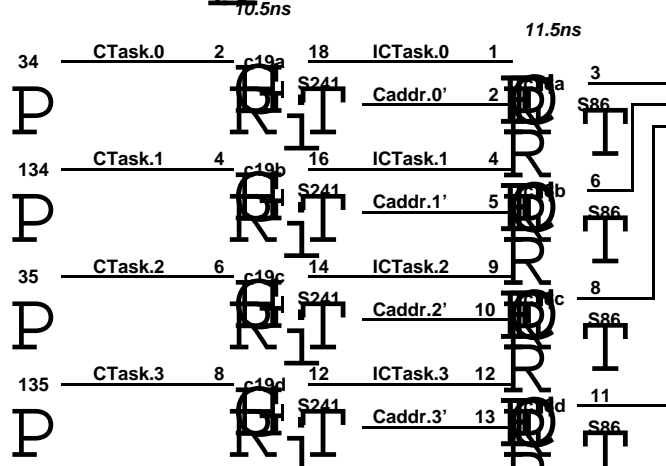 10.5ns
11.5ns
34 CTask.0 2 c19a 18 ICTask.0 1
S241 Caddr.0' 2 S86 3
P T T
134 CTask.1 4 c19b 16 ICTask.1 4
S241 Caddr.1' 5 S86 6
P T T
35 CTask.2 6 c19c 14 ICTask.2 9
S241 Caddr.2' 10 S86 8
P T T
135 CTask.3 8 c19d 12 ICTask.3 12
S241 Caddr.3' 13 S86 11
P T T